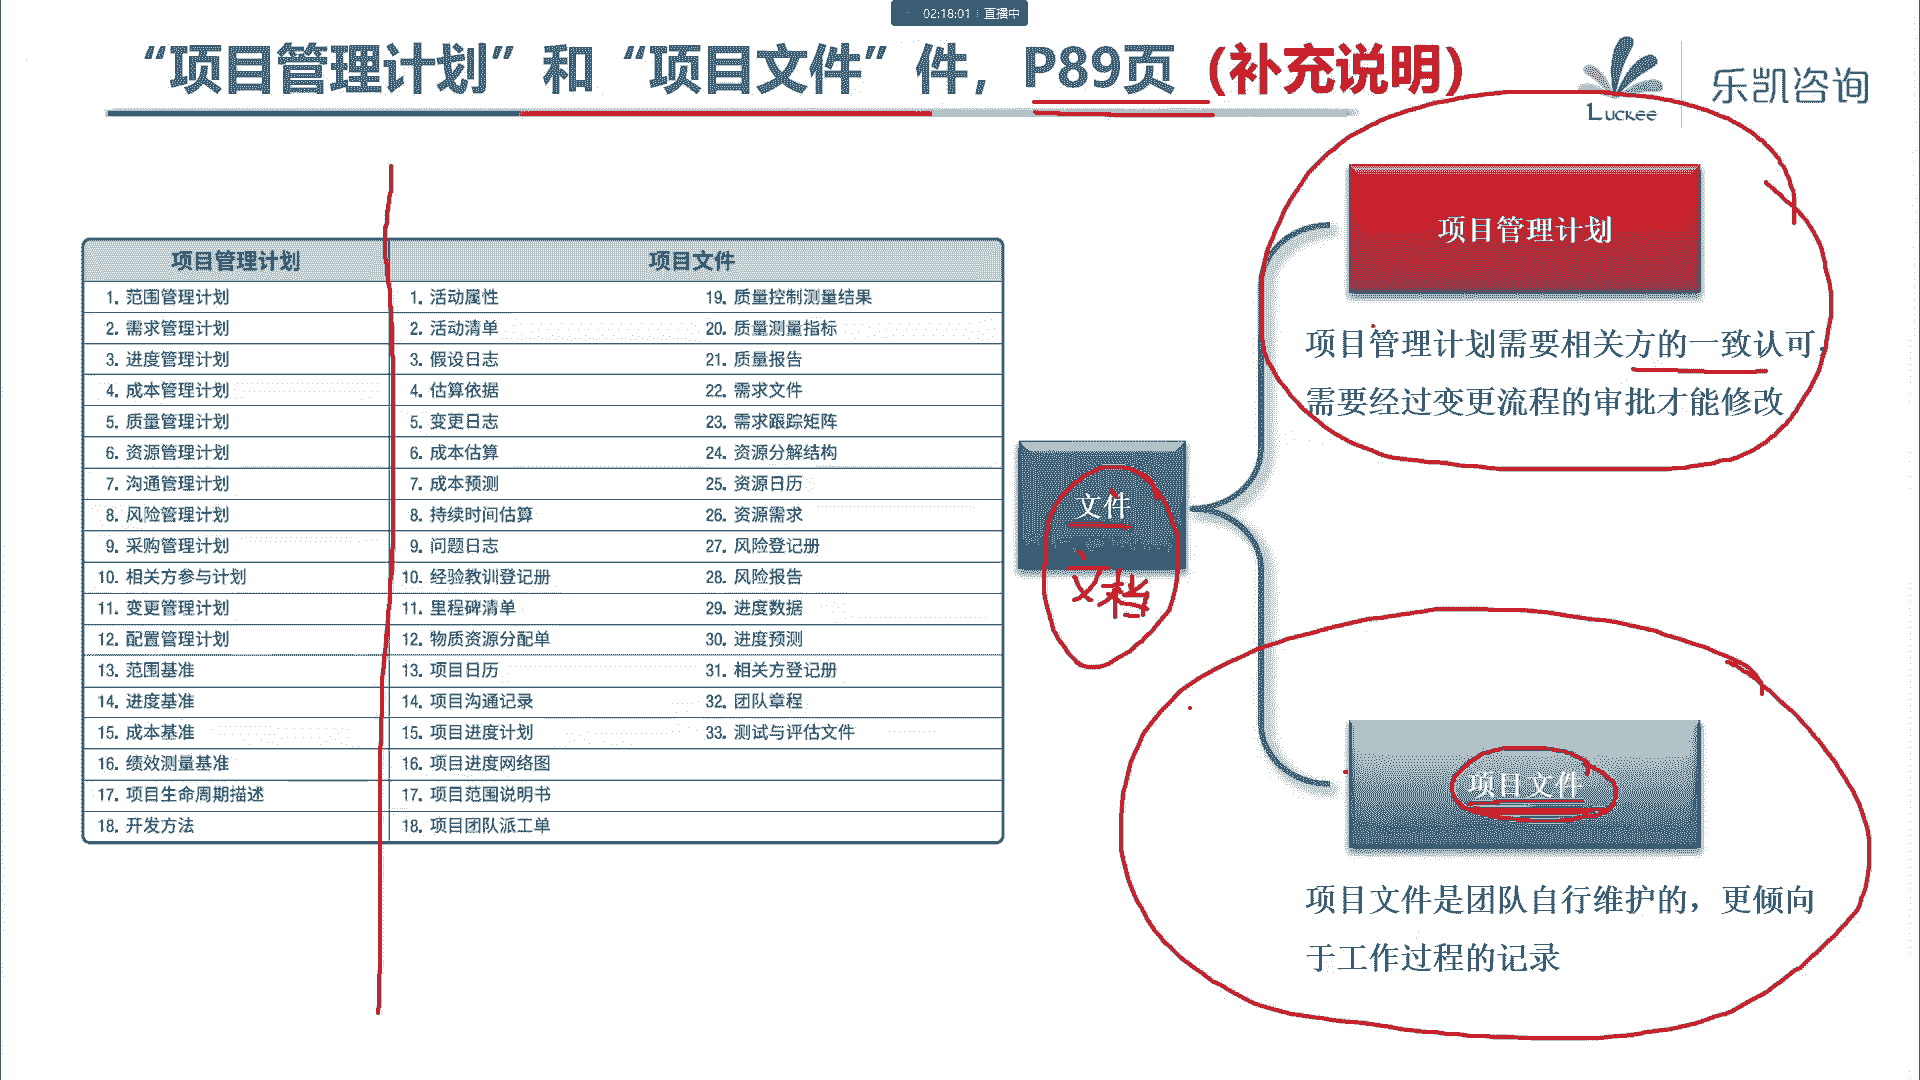 02:18:01 | 直播中
“项目管理计划”和“项目文件”件，P89页 (补充说明)
Luckee
乐凯咨询
项目管理计划 项目文件
1. 范围管理计划 1. 活动属性 19. 质量控制测量结果
2. 需求管理计划 2. 活动清单 20. 质量测量指标
3. 进度管理计划 3. 假设日志 21. 质量报告
4. 成本管理计划 4. 估算依据 22. 需求文件
5. 质量管理计划 5. 变更日志 23. 需求跟踪矩阵
6. 资源管理计划 6. 成本估算 24. 资源分解结构
7. 沟通管理计划 7. 成本预测 25. 资源日历
8. 风险管理计划 8. 持续时间估算 26. 资源需求
9. 采购管理计划 9. 问题日志 27. 风险登记册
10. 相关方参与计划 10. 经验教训登记册 28. 风险报告
11. 变更管理计划 11. 里程碑清单 29. 进度数据
12. 配置管理计划 12. 物质资源分配单 30. 进度预测
13. 范围基准 13. 项目日历 31. 相关方登记册
14. 进度基准 14. 项目沟通记录 32. 团队章程
15. 成本基准 15. 项目进度计划 33. 测试与评估文件
16. 绩效测量基准 16. 项目进度网络图
17. 项目生命周期描述 17. 项目范围说明书
18. 开发方法 18. 项目团队派工单
文件
文档
项目管理计划
项目管理计划需要相关方的一致认可，
需要经过变更流程的审批才能修改
项目文件
项目文件是团队自行维护的，更倾向
于工作过程的记录